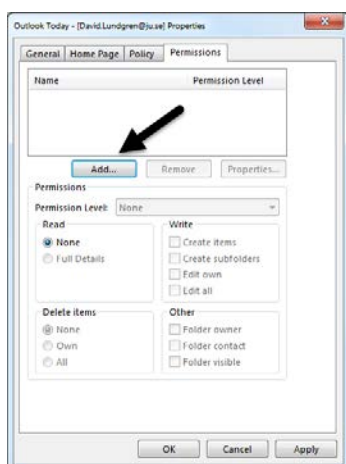 Outlook Today - [David.Lundgren@ju.se] Properties
General Home Page Policy Permissions
Name Permission Level
Add... Remove Properties...
Permissions
Permission Level: None
Read Write
None Create items
Full Details Create subfolders
Edit own
Edit all
Delete items Other
None Folder owner
Own Folder contact
All Folder visible
OK Cancel Apply